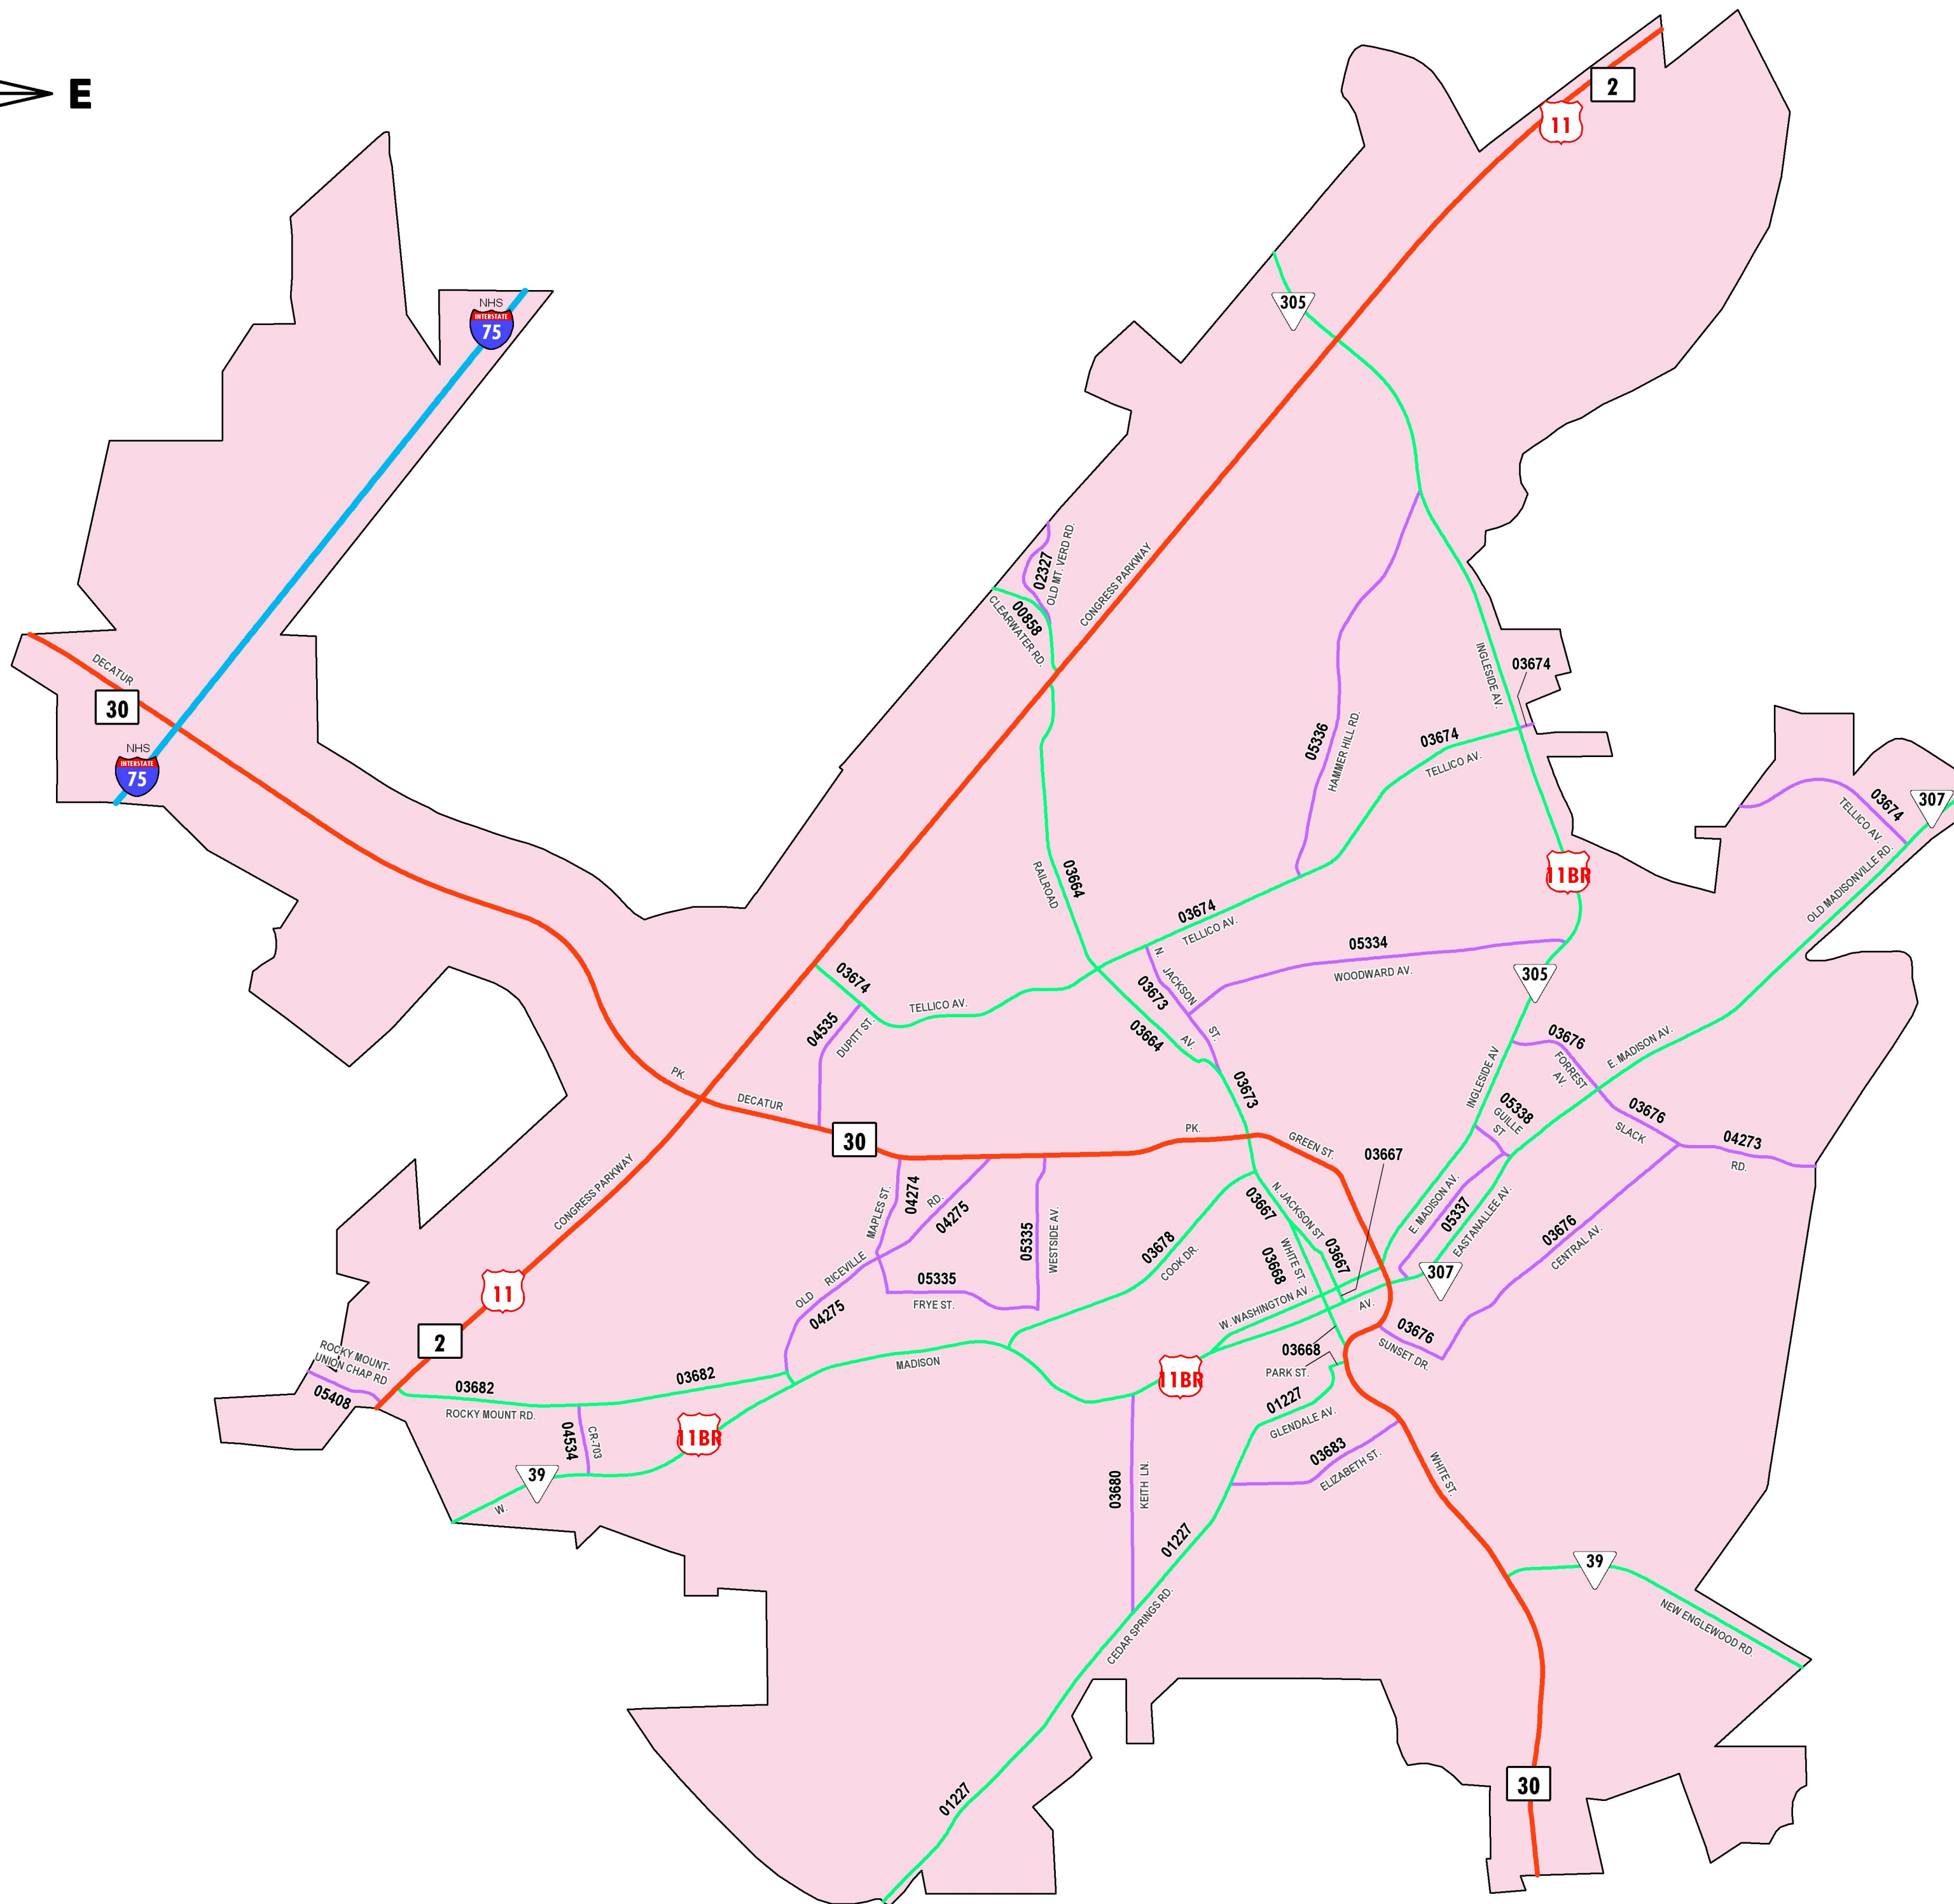 E
2
11
NHS
INTERSTATE
75
305
02327
OLD MT. VERD RD.
CONGRESS PARKWAY
00858
CLEARWATER RD.
DECATUR
30
NHS
INTERSTATE
75
INGLESIDE AV.
03674
05336
HAMMER HILL RD.
03674
TELLICO AV.
03674
TELLICO AV.
307
OLD MADISONVILLE RD.
11BR
RAILROAD
03664
03674
TELLICO AV.
05334
WOODWARD AV.
305
N. JACKSON ST.
03673
03674
TELLICO AV.
04535
DUPITT ST.
03664
AV.
03673
03676
FORREST
AV.
E. MADISON AV.
INGLESIDE AV
05338
GUILLE
ST
03676
SLACK
04273
RD.
PK.
DECATUR
30
PK.
GREEN ST.
03667
CONGRESS PARKWAY
MAPLES ST.
04274
RD.
04275
05335
WESTSIDE AV.
03678
COOK DR.
03667
N. JACKSON ST
03667
WHITE ST.
03668
E. MADISON AV.
05337
EASTANALLEE AV.
03676
CENTRAL AV.
OLD
RICEVILLE
04275
05335
FRYE ST.
307
W. WASHINGTON AV.
AV.
11
2
03668
PARK ST.
03676
SUNSET DR
ROCKY MOUNT-
UNION CHAP RD
05408
03682
ROCKY MOUNT RD.
03682
MADISON
11BR
01227
GLENDALE AV.
04534
CR-703
11BR
39
W.
03680
KEITH LN.
03683
ELIZABETH ST.
WHITE ST.
01227
CEDAR SPRINGS RD.
39
NEW ENGLEWOOD RD.
01227
30